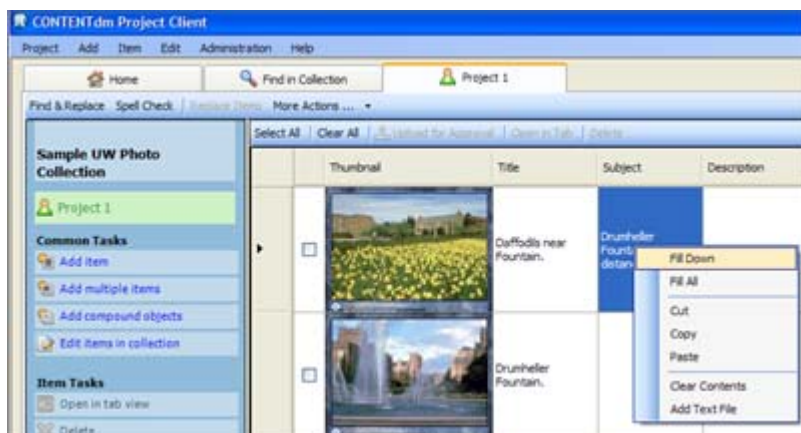 CONTENTdm Project Client
Project Add Item Edit Administration Help
Home Find in Collection Project 1
Find & Replace Spell Check Replace Items More Actions ...
Select All Clear All Upload for Approval Open in Tab Delete
Sample UW Photo
Collection
Thumbnail Title Subject Description
Project 1
Common Tasks
Add item
Add multiple items
Add compound objects
Edit items in collection
Item Tasks
Open in tab view
Delete
Daffodils near
Fountain.
Drumheller
Fill Down
Fill All
Cut
Copy
Paste
Clear Contents
Add Text File
Drumheller
Fountain.